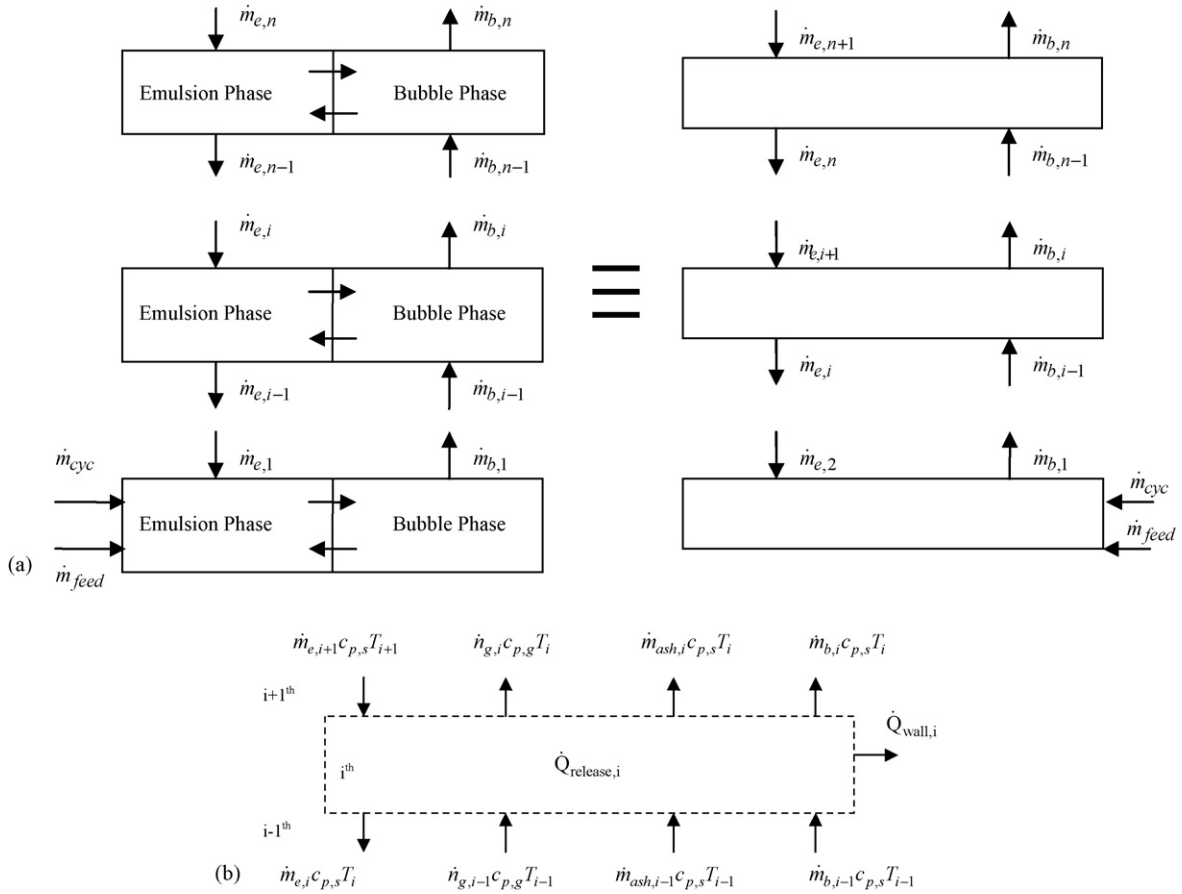 ṁe,n ṁb,n
Emulsion Phase Bubble Phase
ṁe,n−1 ṁb,n−1
ṁe,n+1 ṁb,n
ṁe,n ṁb,n−1
ṁe,i ṁb,i
Emulsion Phase Bubble Phase
ṁe,i−1 ṁb,i−1
≡
ṁe,i+1 ṁb,i
ṁe,i ṁb,i−1
ṁcyc
ṁe,1 ṁb,1
Emulsion Phase Bubble Phase
ṁfeed
(a)
ṁe,2 ṁb,1
ṁcyc
ṁfeed
ṁe,i+1cp,sTi+1 ṅg,icp,gTi ṁash,icp,sTi ṁb,icp,sTi
i+1th
Q̇wall,i
ith Q̇release,i
i-1th
(b) ṁe,icp,sTi ṅg,i−1cp,gTi−1 ṁash,i−1cp,sTi−1 ṁb,i−1cp,sTi−1